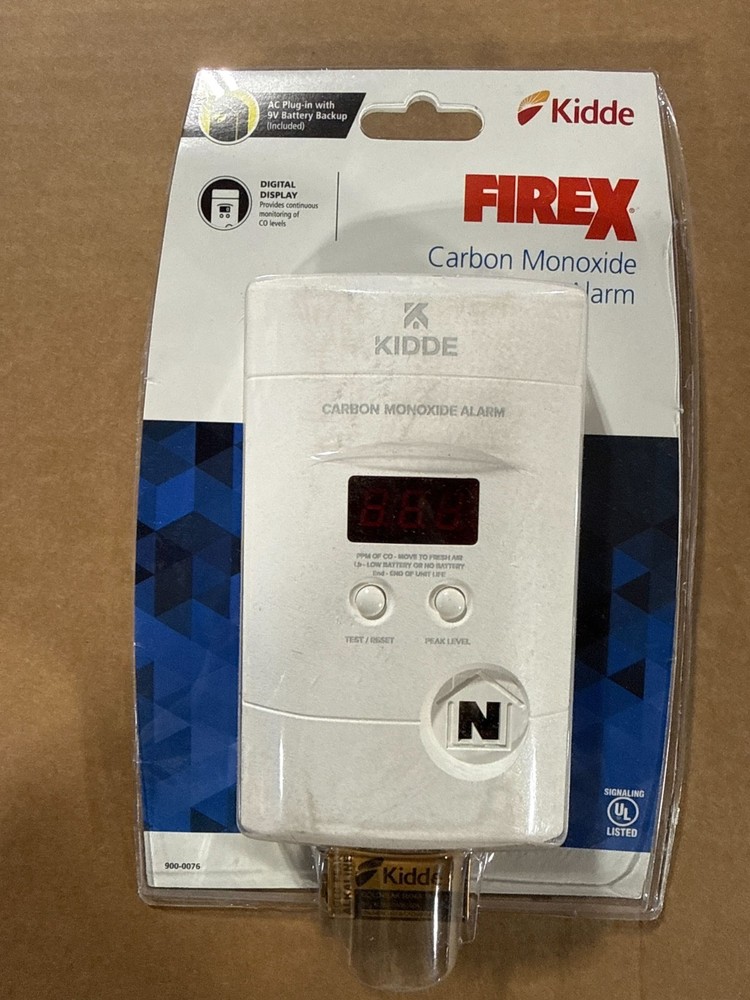 AC Plug-in with
9V Battery Backup
(Included)
Kidde
DIGITAL
DISPLAY
Provides continuous
monitoring of
CO levels
FIREX
Carbon Monoxide
larm
KIDDE
CARBON MONOXIDE ALARM
PPM OF CO - MOVE TO FRESH AIR
Lb - LOW BATTERY OR NO BATTERY
End - END OF UNIT LIFE
TEST / RESET
PEAK LEVEL
N
SIGNALING
UL
LISTED
900-0076
ALKALINE
Kidde